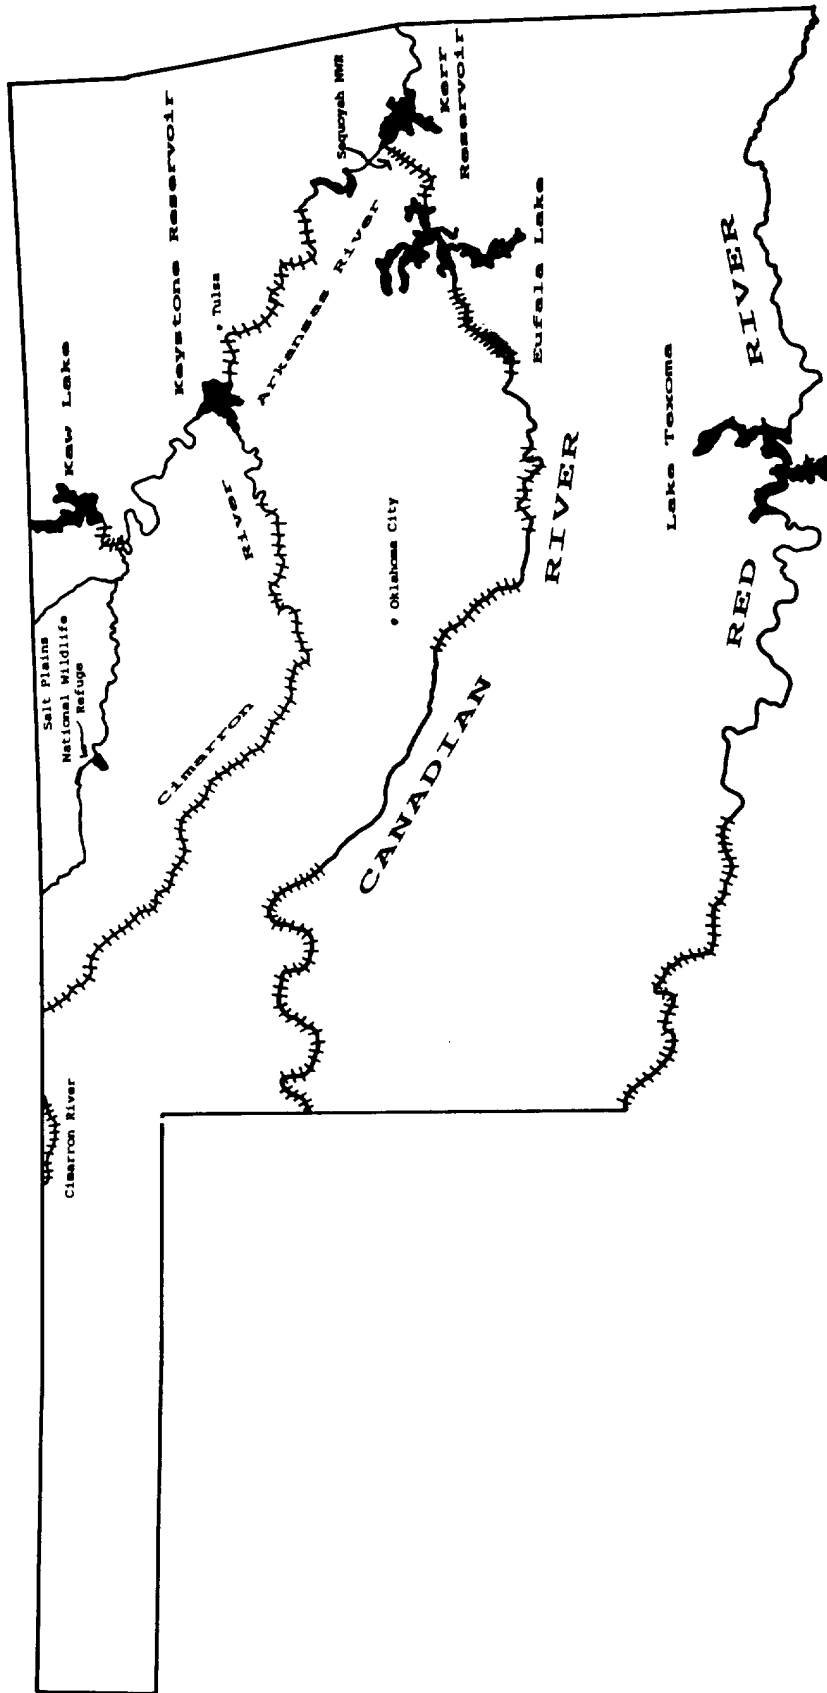 Kaw Lake
Keystone Reservoir
Tulsa
Sequoyah NWR
Kerr
Reservoir
Arkansas River
Eufala Lake
Salt Plains
National Wildlife
Refuge
Cimarron
River
Oklahoma City
CANADIAN
RIVER
Cimarron River
Lake Texoma
RED
RIVER